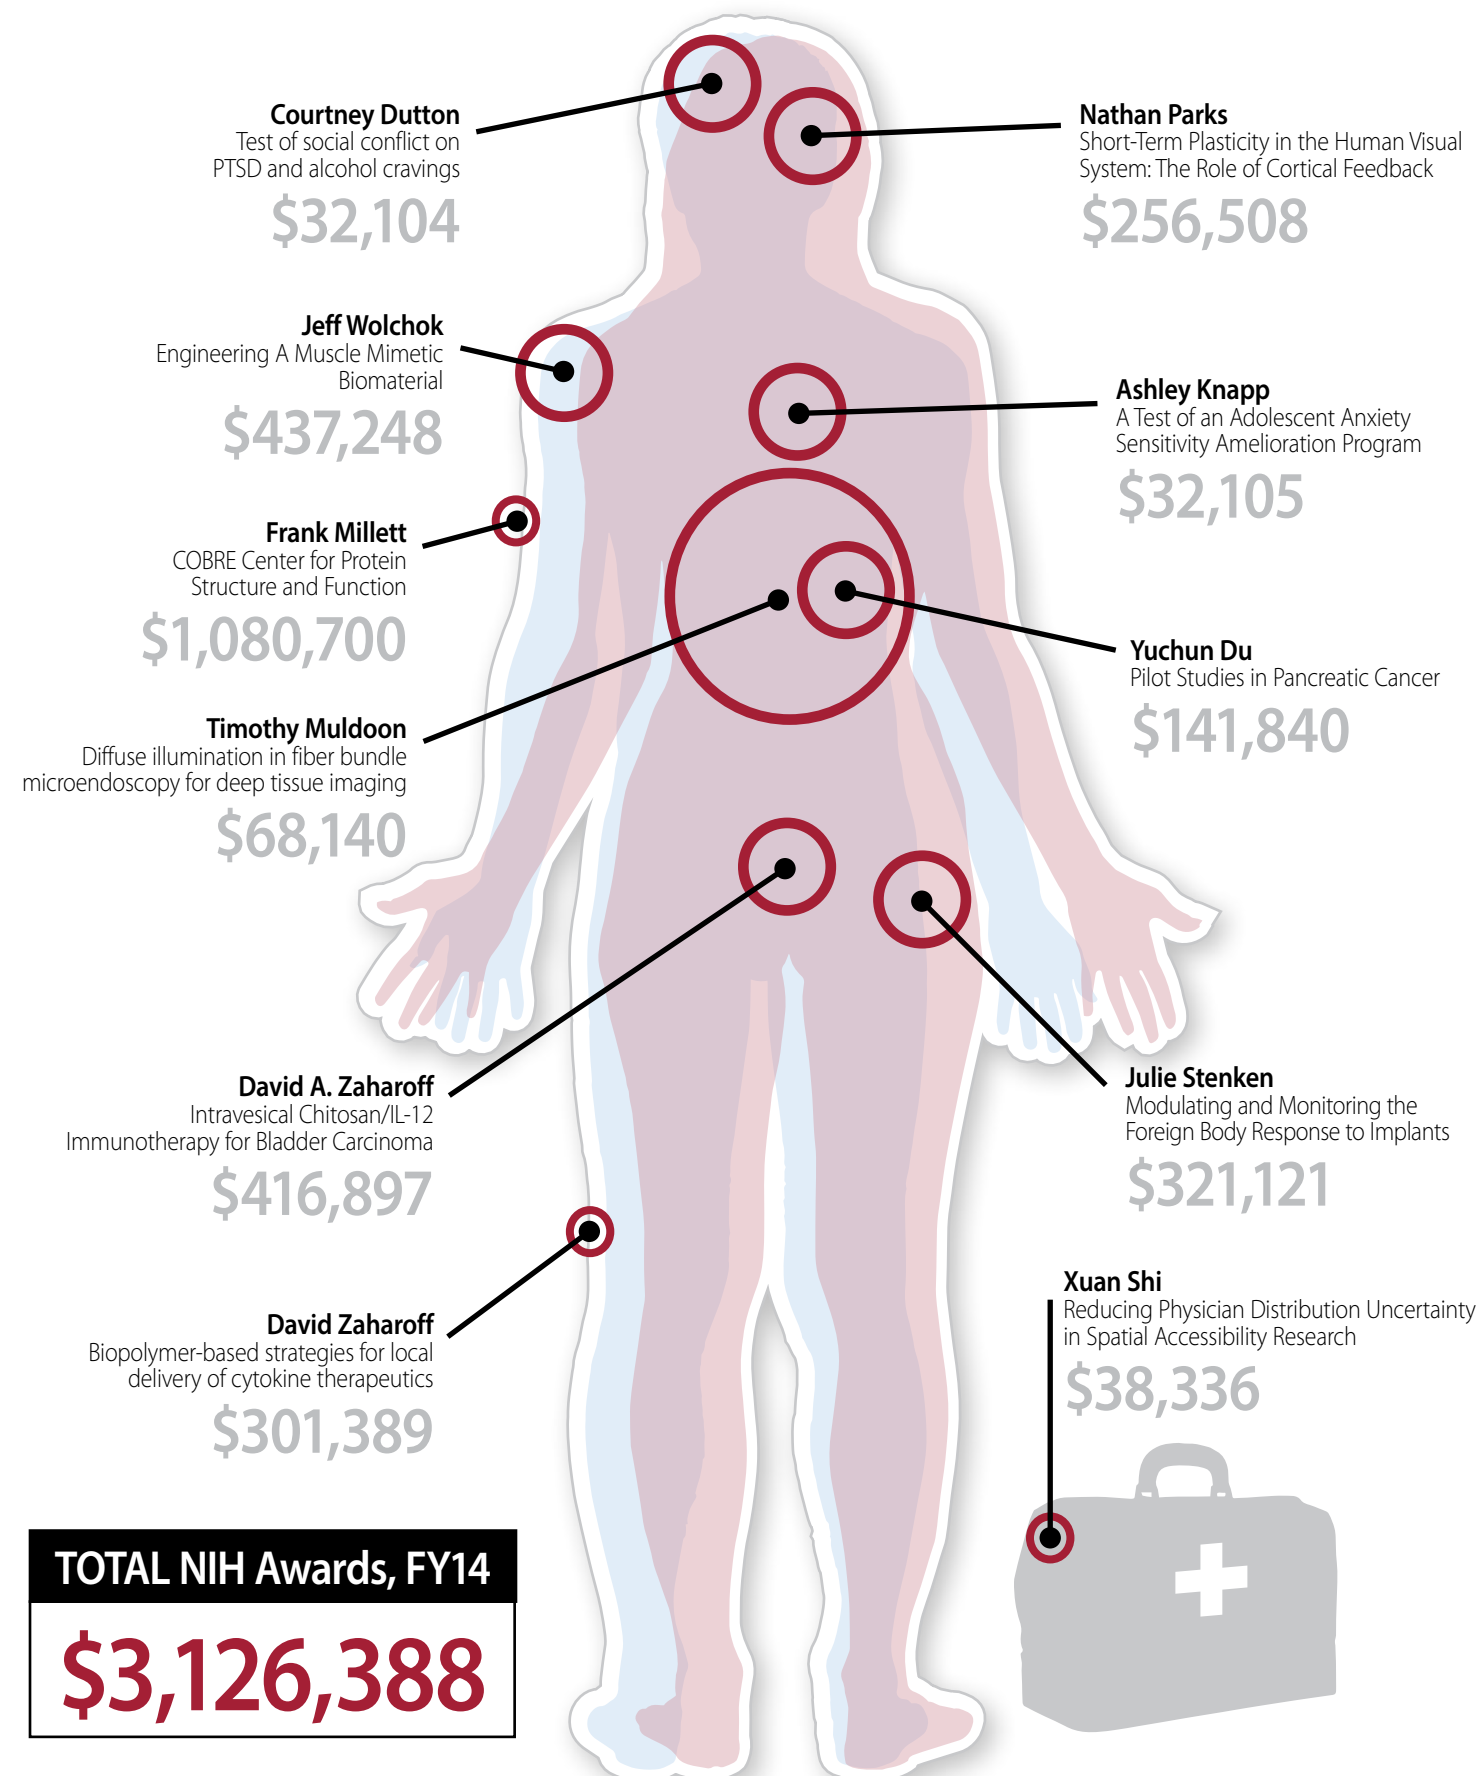 Courtney Dutton
Test of social conflict on
PTSD and alcohol cravings
$32,104
Nathan Parks
Short-Term Plasticity in the Human Visual
System: The Role of Cortical Feedback
$256,508
Jeff Wolchok
Engineering A Muscle Mimetic
Biomaterial
$437,248
Ashley Knapp
A Test of an Adolescent Anxiety
Sensitivity Amelioration Program
$32,105
Frank Millett
COBRE Center for Protein
Structure and Function
$1,080,700
Yuchun Du
Pilot Studies in Pancreatic Cancer
$141,840
Timothy Muldoon
Diffuse illumination in fiber bundle
microendoscopy for deep tissue imaging
$68,140
David A. Zaharoff
Intravesical Chitosan/IL-12
Immunotherapy for Bladder Carcinoma
$416,897
Julie Stenken
Modulating and Monitoring the
Foreign Body Response to Implants
$321,121
David Zaharoff
Biopolymer-based strategies for local
delivery of cytokine therapeutics
$301,389
Xuan Shi
Reducing Physician Distribution Uncertainty
in Spatial Accessibility Research
$38,336
TOTAL NIH Awards, FY14
$3,126,388